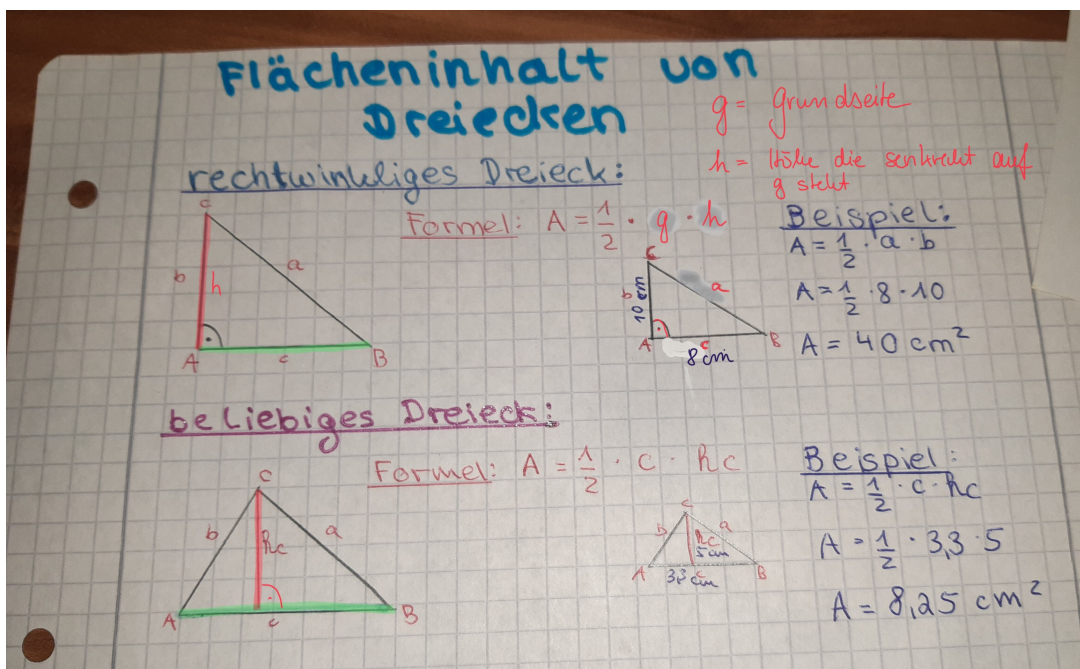 Flächeninhalt von
Dreiecken
g = grundseite
h = Höhe die senkrecht auf
g steht
rechtwinkliges Dreieck:
Formel: A = 1/2 · g · h
Beispiel:
A = 1/2 · a · b
A = 1/2 · 8 · 10
A = 40 cm²
C
b
h
a
A
c
B
C
b
10 cm
a
A
c
B
8 cm
beliebiges Dreieck:
Formel: A = 1/2 · c · hc
Beispiel:
A = 1/2 · c · hc
A = 1/2 · 3,3 · 5
A = 8,25 cm²
C
b
hc
a
A
c
B
C
b
a
hc
5 cm
A
c
B
3,3 cm